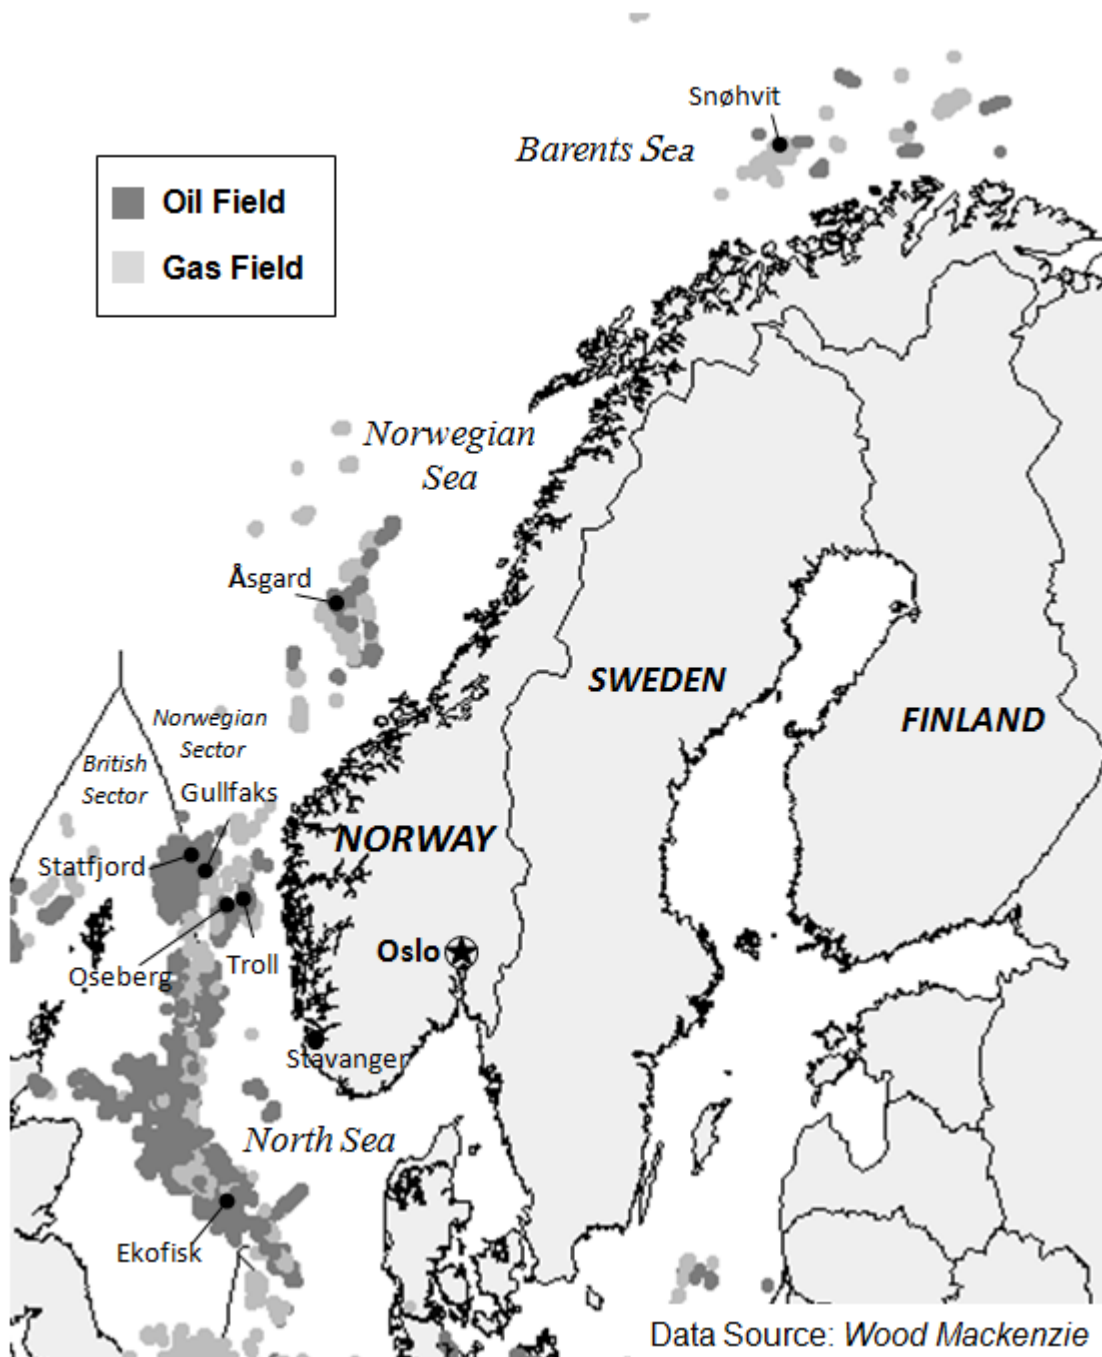 Snøhvit
Barents Sea
Oil Field
Gas Field
Norwegian
Sea
Åsgard
SWEDEN
FINLAND
Norwegian
Sector
British
Sector
Gullfaks
NORWAY
Statfjord
Oslo
Oseberg
Troll
Stavanger
North Sea
Ekofisk
Data Source: Wood Mackenzie